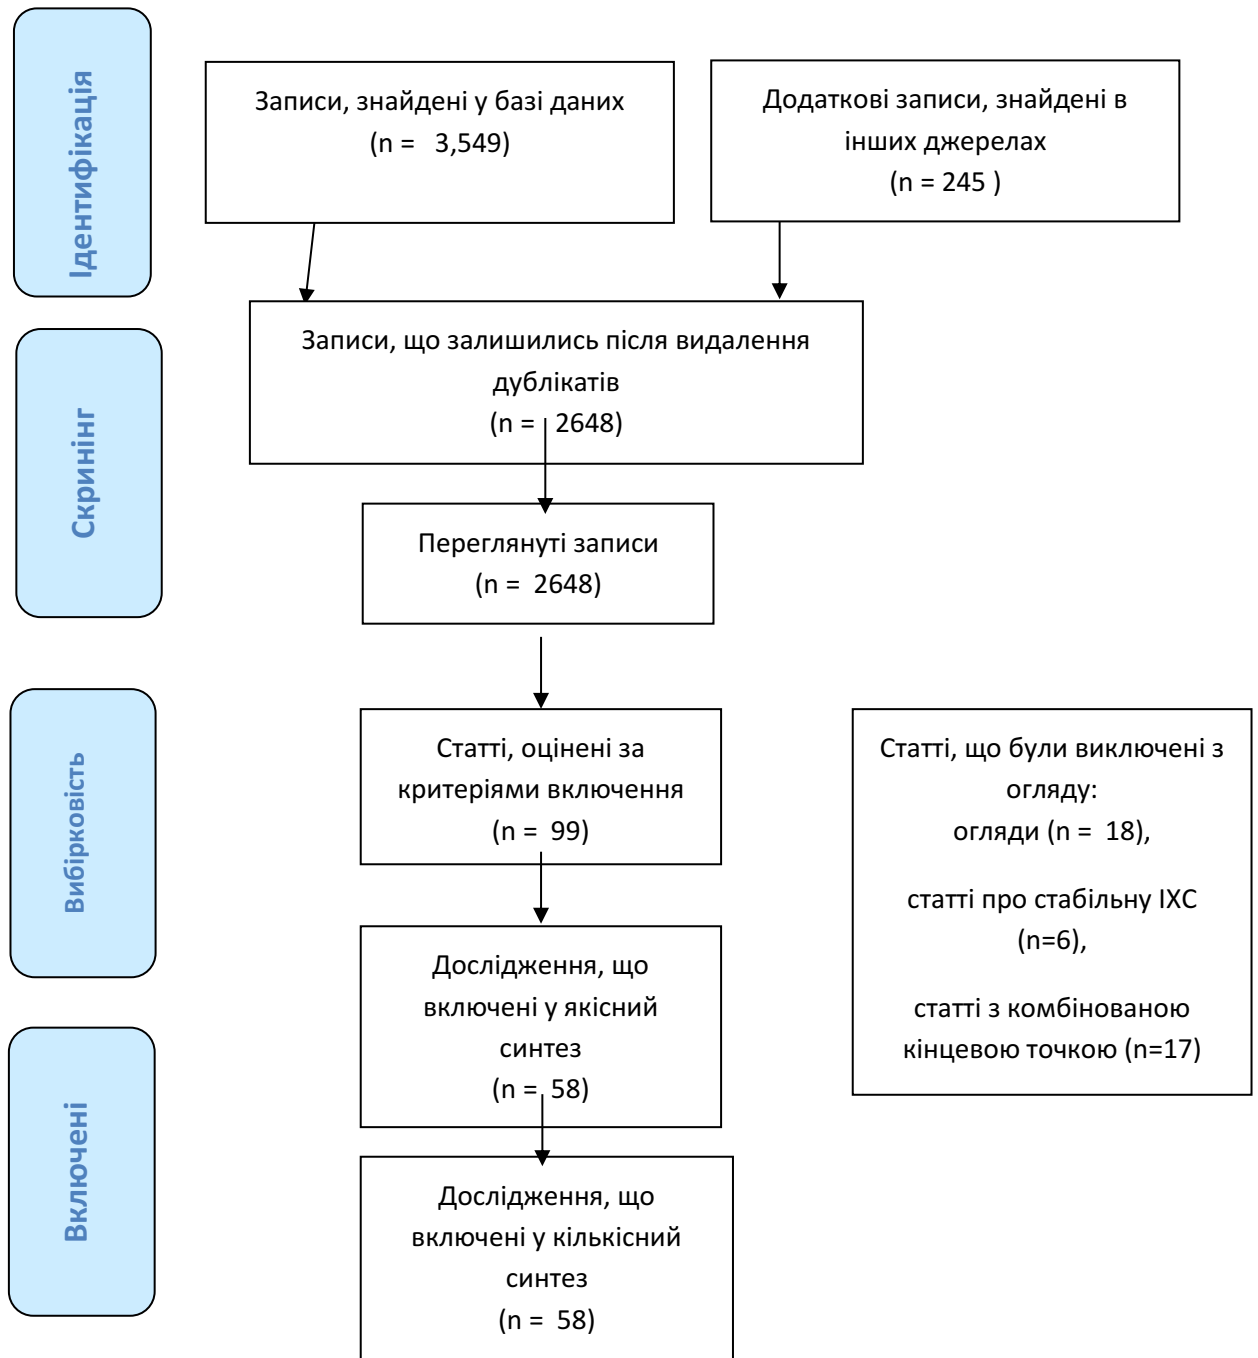 Ідентифікація
Записи, знайдені у базі даних
(n = 3,549)
Додаткові записи, знайдені в
інших джерелах
(n = 245 )
Записи, що залишились після видалення
дублікатів
(n = 2648)
Скринінг
Переглянуті записи
(n = 2648)
Вибірковість
Статті, оцінені за
критеріями включення
(n = 99)
Статті, що були виключені з
огляду:
огляди (n = 18),
статті про стабільну ІХС
(n=6),
статті з комбінованою
кінцевою точкою (n=17)
Дослідження, що
включені у якісний
синтез
(n = 58)
Включені
Дослідження, що
включені у кількісний
синтез
(n = 58)